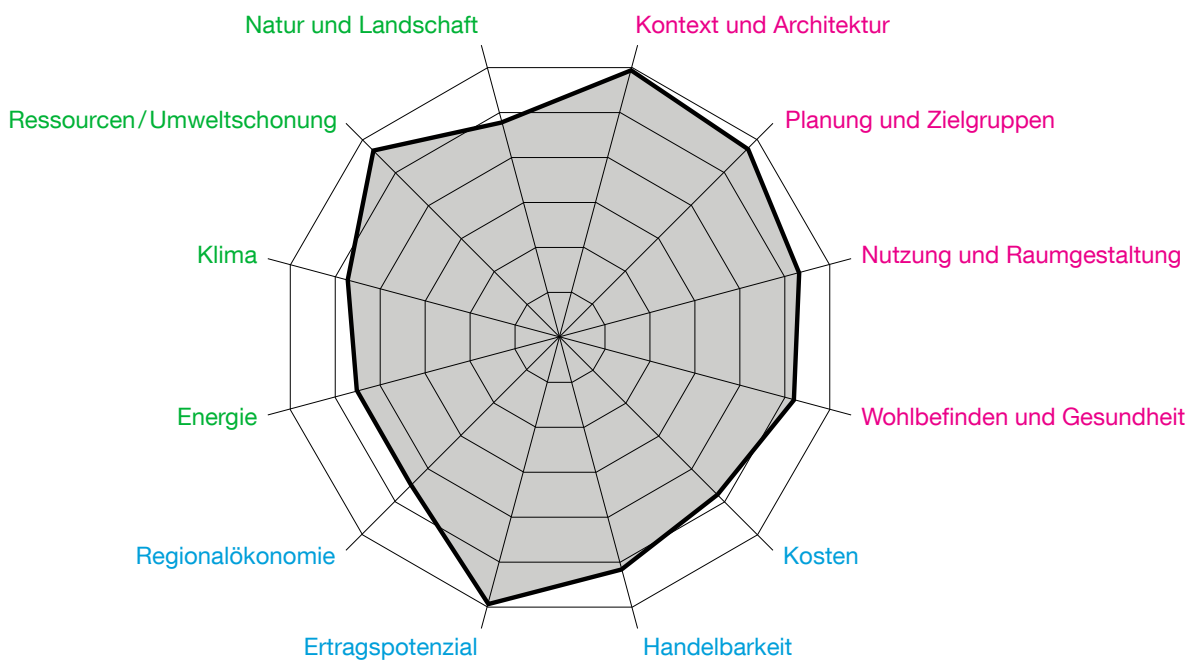 Natur und Landschaft
Kontext und Architektur
Ressourcen/Umweltschonung
Planung und Zielgruppen
Klima
Nutzung und Raumgestaltung
Energie
Wohlbefinden und Gesundheit
Regionalökonomie
Kosten
Ertragspotenzial
Handelbarkeit